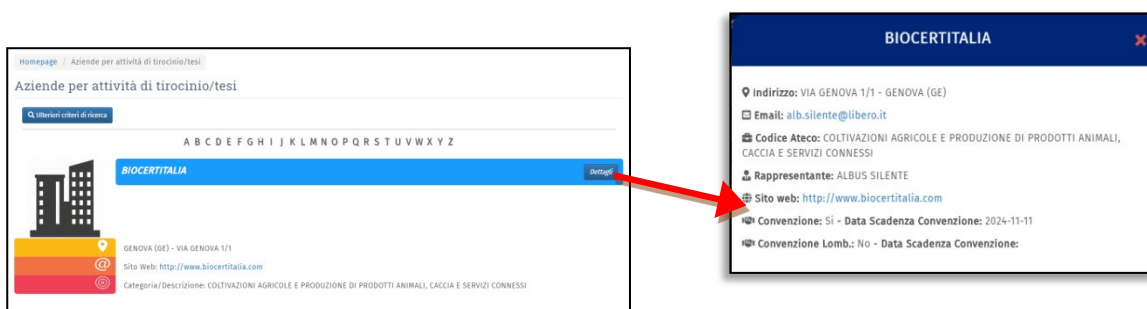 Homepage / Aziende per attività di tirocinio/tesi
Aziende per attività di tirocinio/tesi
Ulteriori criteri di ricerca
A B C D E F G H I J K L M N O P Q R S T U V W X Y Z
BIOCERTITALIA
Dettagli
GENOVA (GE) - VIA GENOVA 1/1
Sito Web: http://www.biocertitalia.com
Categoria/Descrizione: COLTIVAZIONI AGRICOLE E PRODUZIONE DI PRODOTTI ANIMALI, CACCIA E SERVIZI CONNESSI
BIOCERTITALIA
Indirizzo: VIA GENOVA 1/1 - GENOVA (GE)
Email: alb.silente@libero.it
Codice Ateco: COLTIVAZIONI AGRICOLE E PRODUZIONE DI PRODOTTI ANIMALI,
CACCIA E SERVIZI CONNESSI
Rappresentante: ALBUS SILENTE
Sito web: http://www.biocertitalia.com
Convenzione: Si - Data Scadenza Convenzione: 2024-11-11
Convenzione Lomb.: No - Data Scadenza Convenzione: